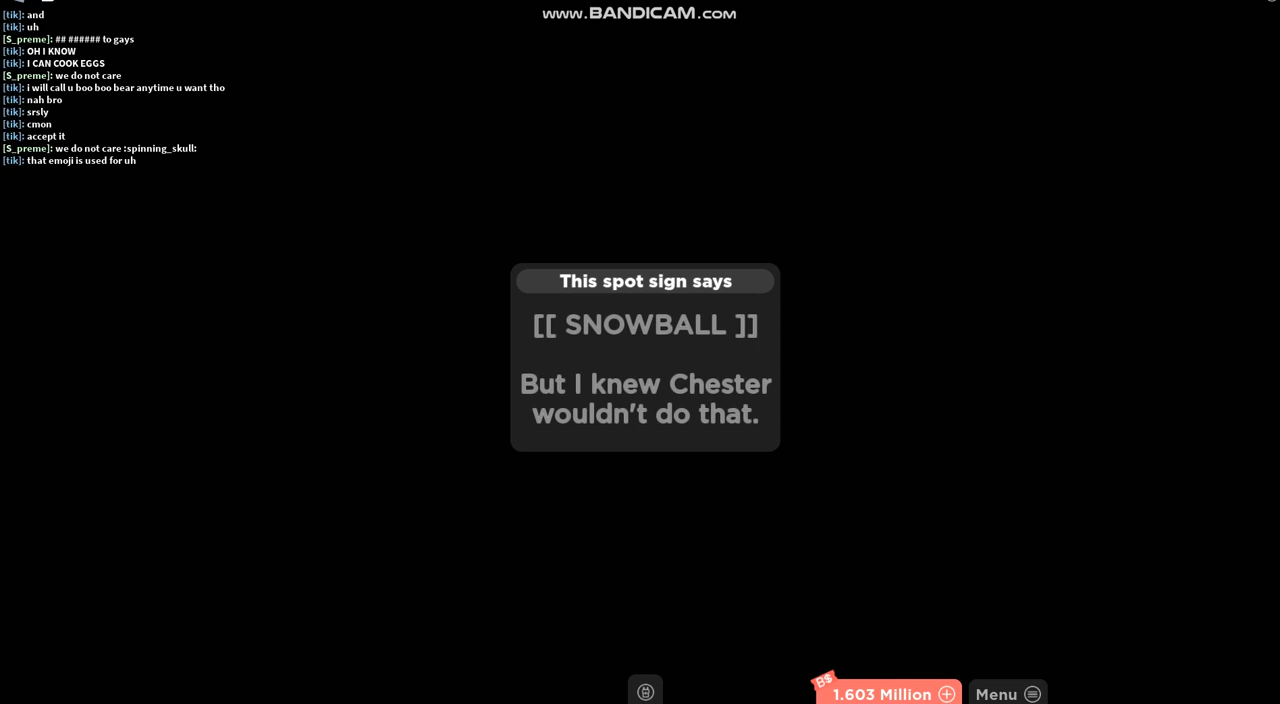 www.BANDICAM.com
[tik]: and
[tik]: uh
[S_preme]: ## ###### to gays
[tik]: OH I KNOW
[tik]: I CAN COOK EGGS
[S_preme]: we do not care
[tik]: i will call u boo boo bear anytime u want tho
[tik]: nah bro
[tik]: srsly
[tik]: cmon
[tik]: accept it
[S_preme]: we do not care :spinning_skull:
[tik]: that emoji is used for uh
This spot sign says
[[ SNOWBALL ]]
But I knew Chester
wouldn't do that.
B$
1.603 Million
Menu